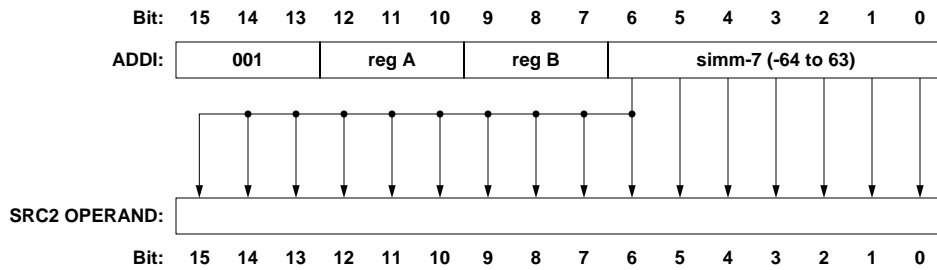 Bit: 15 14 13 12 11 10 9 8 7 6 5 4 3 2 1 0
ADDI: 001 reg A reg B simm-7 (-64 to 63)
SRC2 OPERAND:
Bit: 15 14 13 12 11 10 9 8 7 6 5 4 3 2 1 0